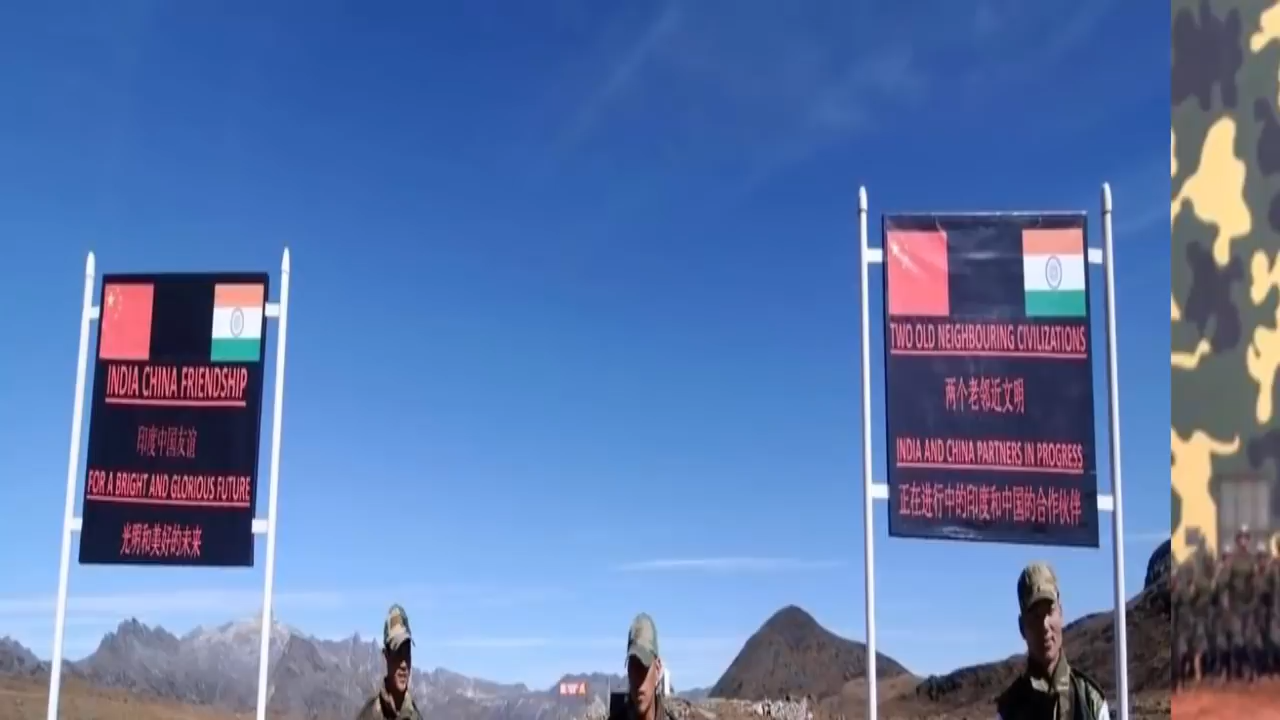 INDIA CHINA FRIENDSHIP
印度中国友谊
FOR A BRIGHT AND GLORIOUS FUTURE
光明和美好的未来
TWO OLD NEIGHBOURING CIVILIZATIONS
两个老邻近文明
INDIA AND CHINA PARTNERS IN PROGRESS
正在进行中的印度和中国的合作伙伴